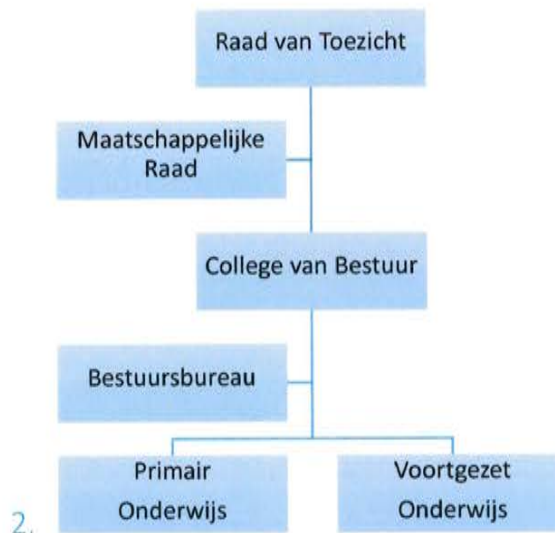 Raad van Toezicht
Maatschappelijke
Raad
College van Bestuur
Bestuursbureau
Primair
Onderwijs
Voortgezet
Onderwijs
2.